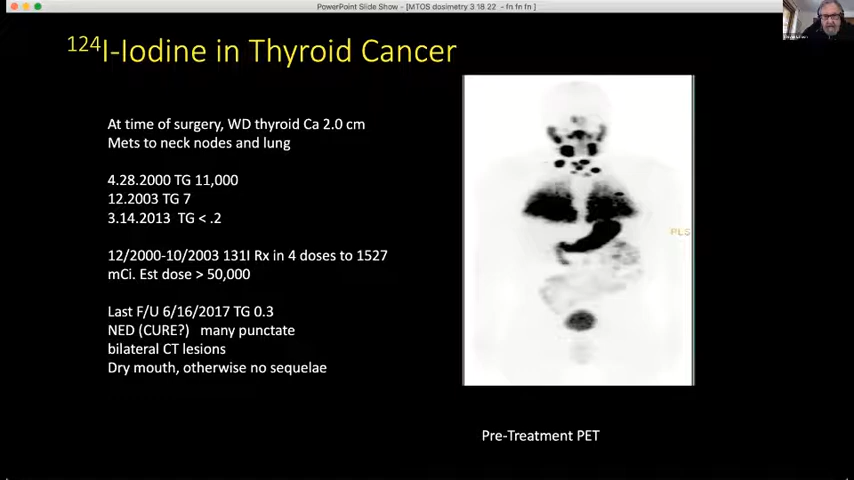 PowerPoint Slide Show - [MTOS dosimetry 3 18 22 - fn fn fn ]
124I-Iodine in Thyroid Cancer
At time of surgery, WD thyroid Ca 2.0 cm
Mets to neck nodes and lung
4.28.2000 TG 11,000
12.2003 TG 7
3.14.2013 TG < .2
12/2000-10/2003 131I Rx in 4 doses to 1527
mCi. Est dose > 50,000
Last F/U 6/16/2017 TG 0.3
NED (CURE?) many punctate
bilateral CT lesions
Dry mouth, otherwise no sequelae
PLS
Pre-Treatment PET